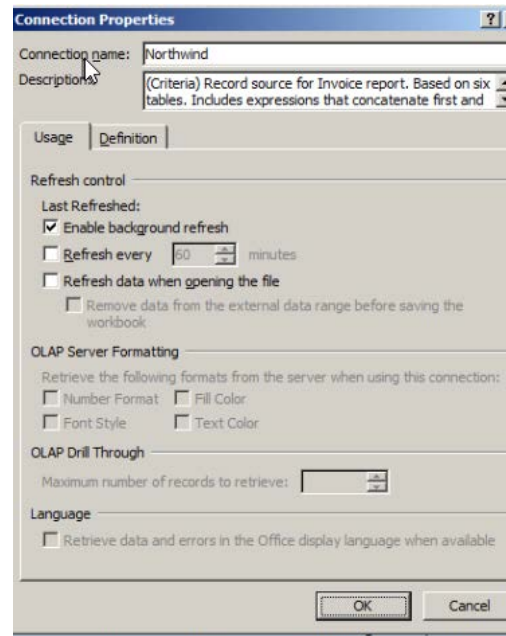 Connection Properties
?
Connection name: Northwind
Description: (Criteria) Record source for Invoice report. Based on six
tables. Includes expressions that concatenate first and
Usage Definition
Refresh control
Last Refreshed:
Enable background refresh
Refresh every 60 minutes
Refresh data when opening the file
Remove data from the external data range before saving the
workbook
OLAP Server Formatting
Retrieve the following formats from the server when using this connection:
Number Format Fill Color
Font Style Text Color
OLAP Drill Through
Maximum number of records to retrieve:
Language
Retrieve data and errors in the Office display language when available
OK Cancel